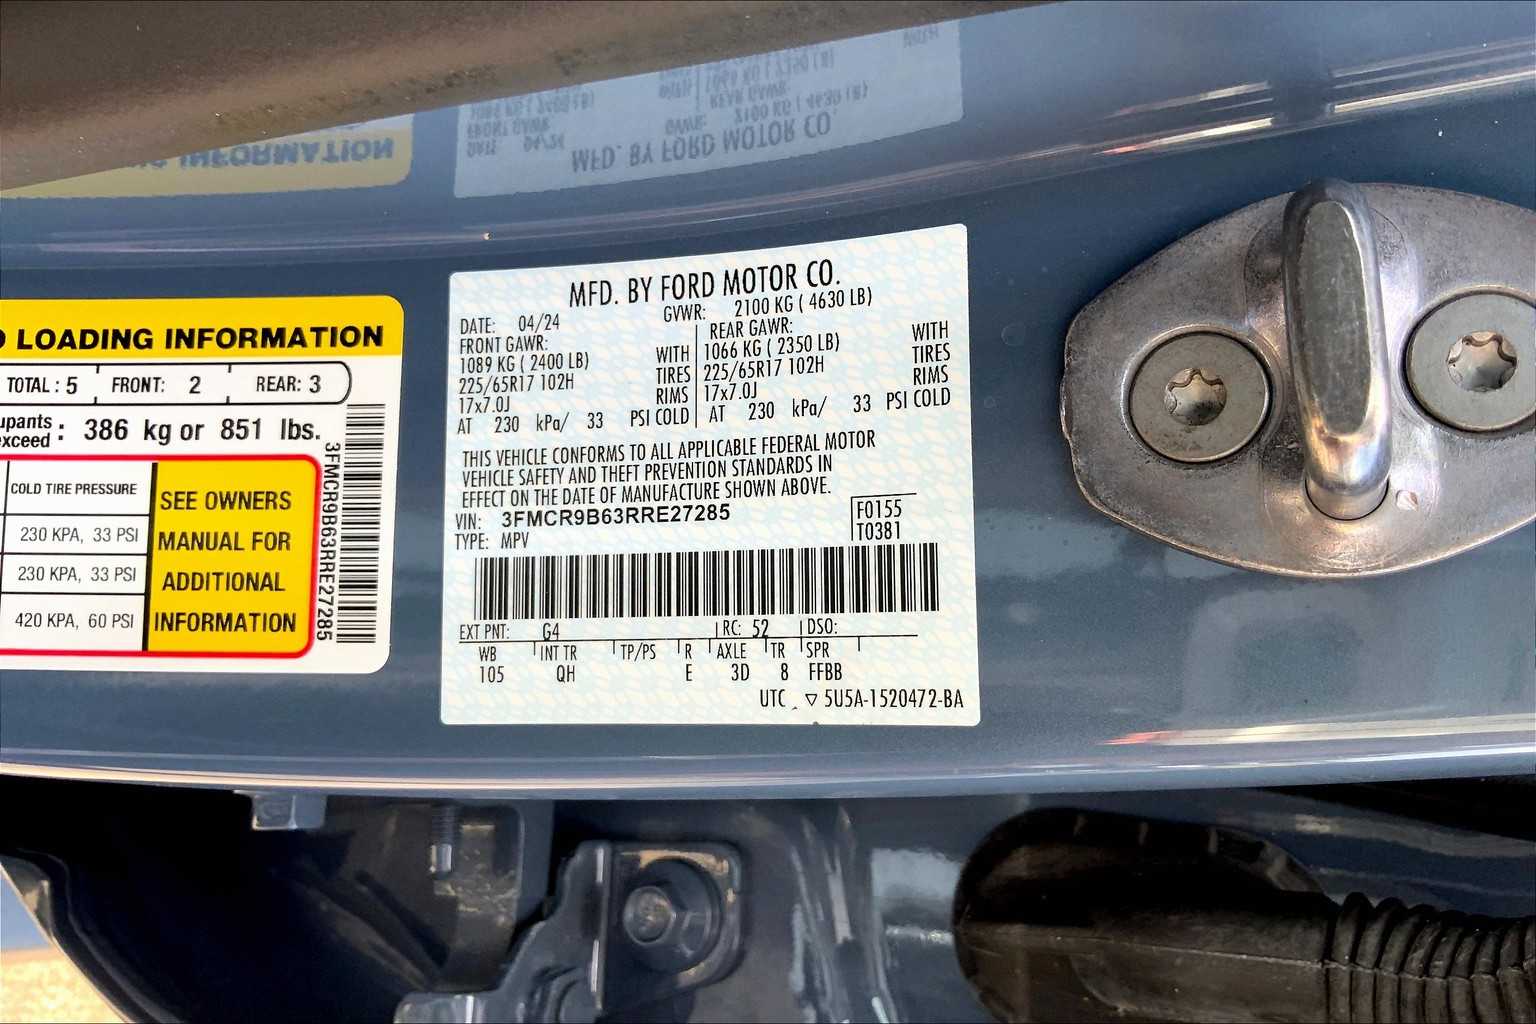 LOADING INFORMATION
TOTAL : 5 FRONT: 2 REAR: 3
exceed : 386 kg or 851 lbs.
COLD TIRE PRESSURE
230 KPA, 33 PSI
230 KPA, 33 PSI
420 KPA, 60 PSI
SEE OWNERS
MANUAL FOR
ADDITIONAL
INFORMATION
3FMCR9B63RRE27285
MFD. BY FORD MOTOR CO.
DATE: 04/24 GVWR: 2100 KG ( 4630 LB)
FRONT GAWR:
1089 KG ( 2400 LB) WITH
225/65R17 102H TIRES
17x7.0J RIMS
AT 230 kPa/ 33 PSI COLD
REAR GAWR: WITH
1066 KG ( 2350 LB) TIRES
225/65R17 102H RIMS
17x7.0J
AT 230 kPa/ 33 PSI COLD
THIS VEHICLE CONFORMS TO ALL APPLICABLE FEDERAL MOTOR
VEHICLE SAFETY AND THEFT PREVENTION STANDARDS IN
EFFECT ON THE DATE OF MANUFACTURE SHOWN ABOVE.
VIN: 3FMCR9B63RRE27285
TYPE: MPV
F0155
T0381
EXT PNT: G4 RC: 52 DSO:
WB INT TR TP/PS R AXLE TR SPR
105 QH E 3D 8 FFBB
UTC ▽ 5U5A-1520472-BA